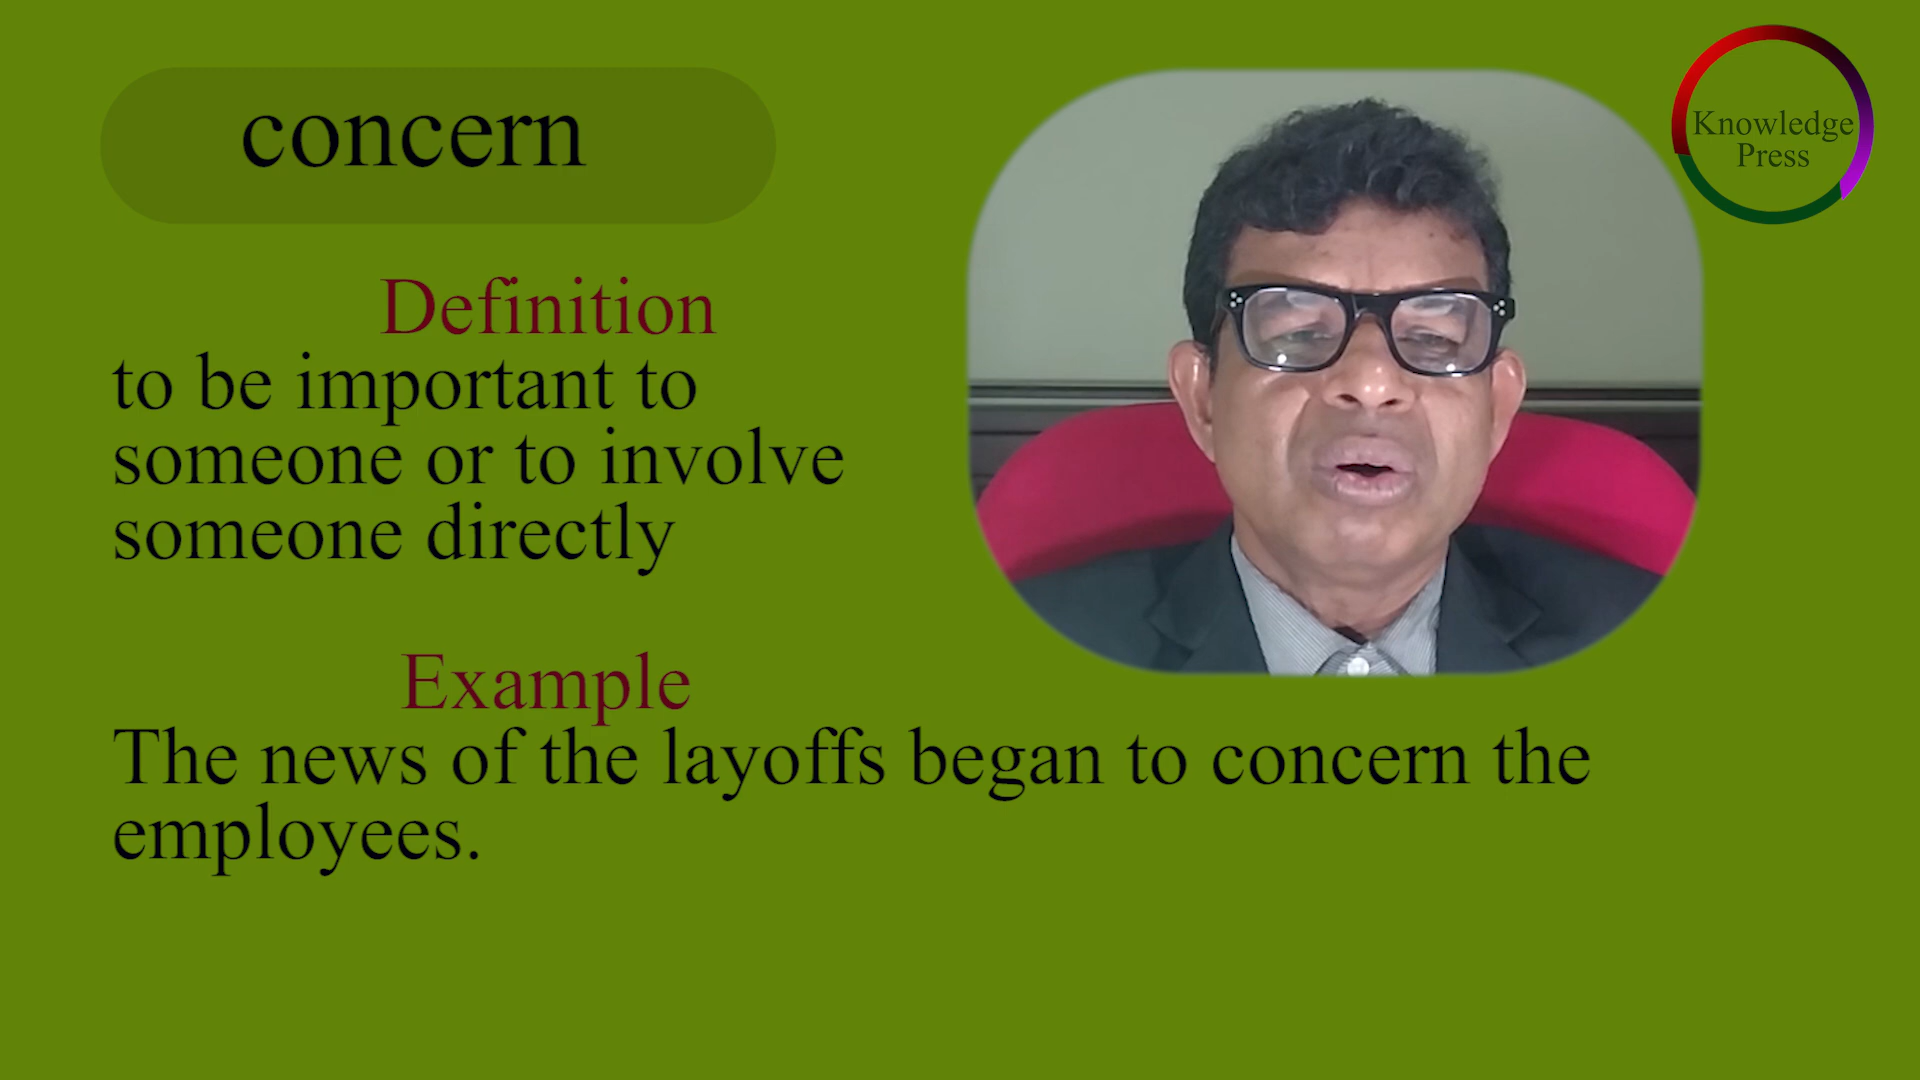 concern
Knowledge
Press
Definition
to be important to
someone or to involve
someone directly
Example
The news of the layoffs began to concern the
employees.